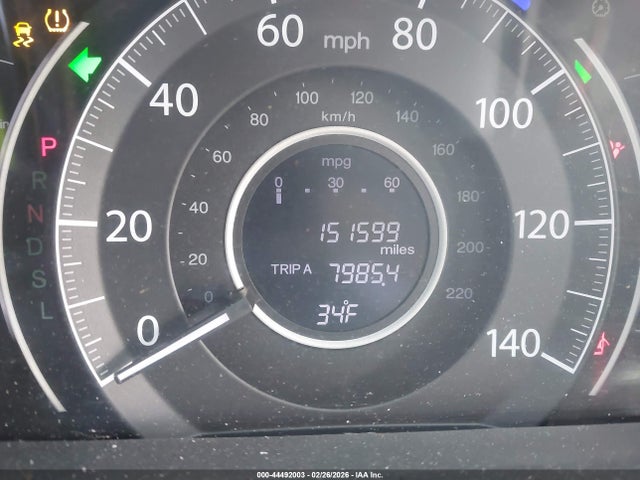 60 mph 80
40 100
100 120
80 km/h 140
60 160
mpg
0 30 60
P
R
N
D
S
L
40 180
20 120
151599
miles
20 200
TRIP A 7985.4
0 220
34°F
0 140
000-44492003 - 02/26/2026 - IAA Inc.